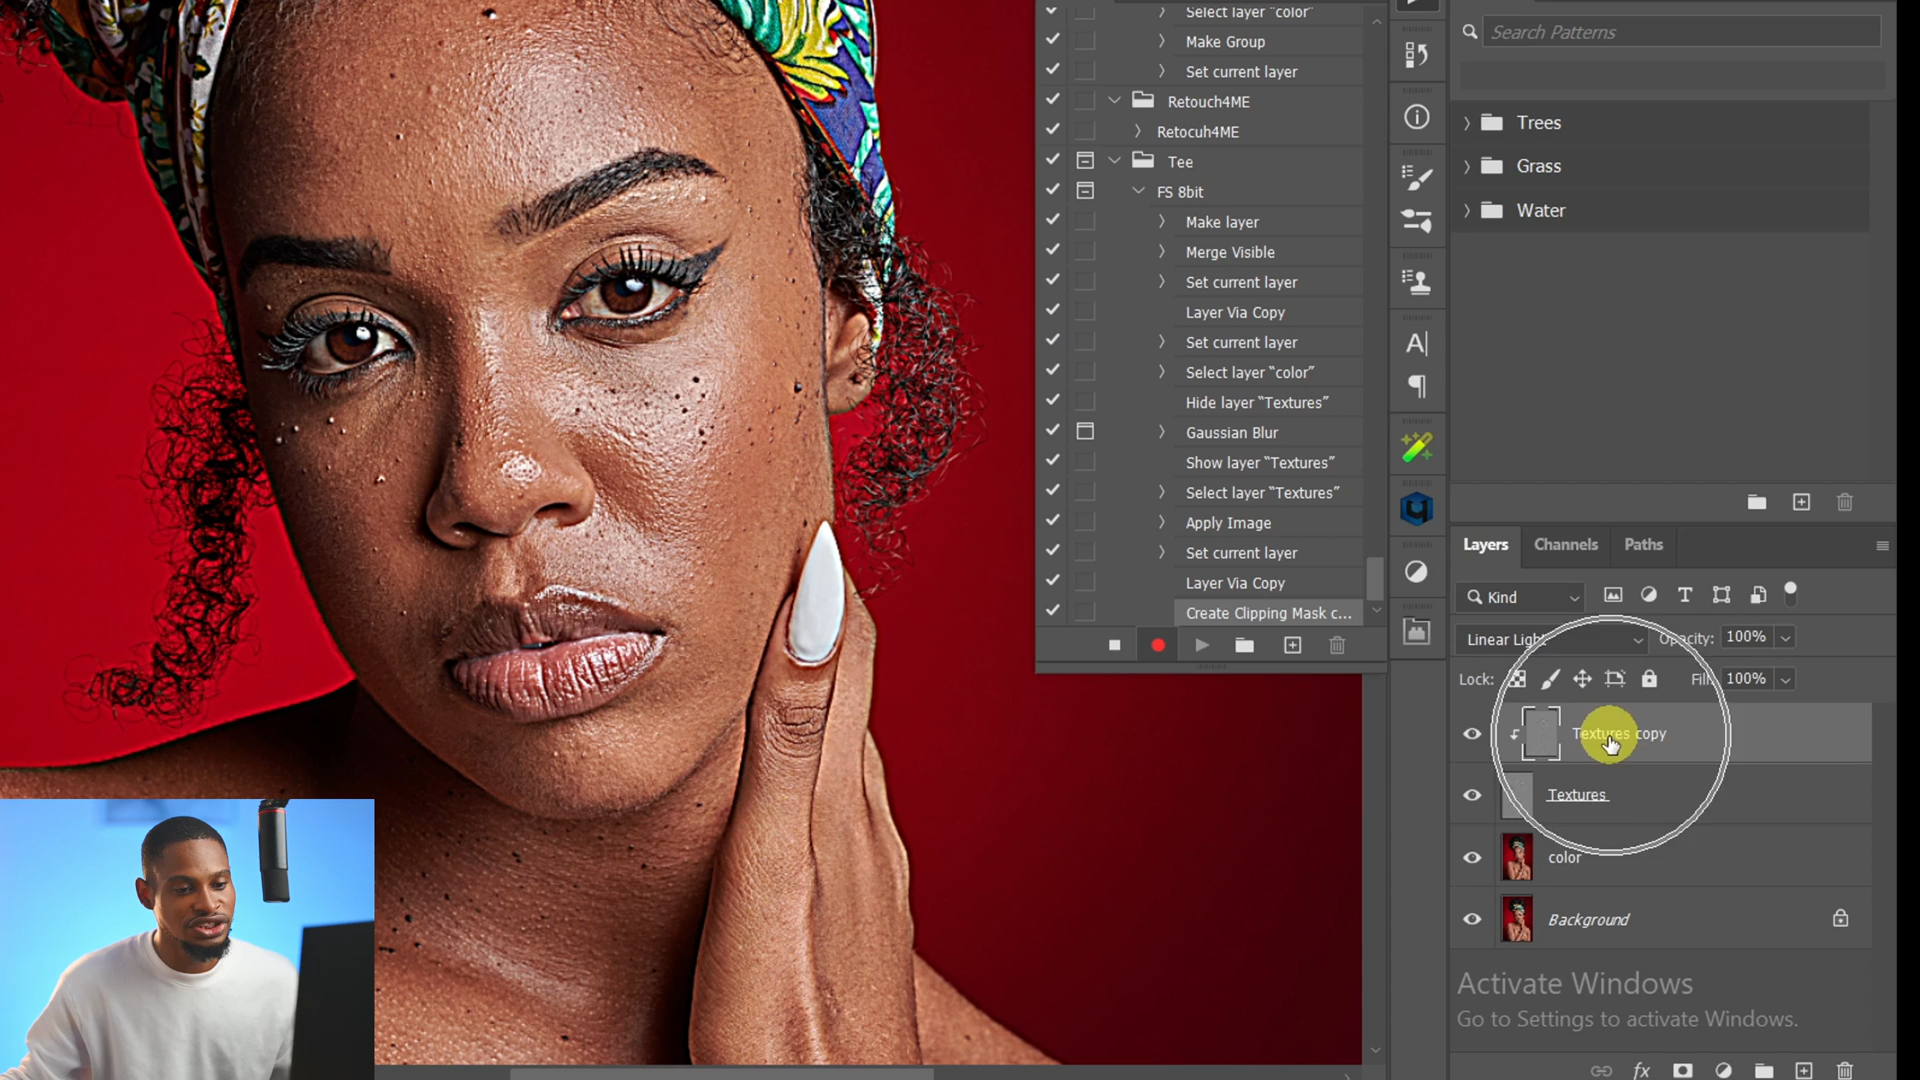 Select layer “color”
Make Group
Set current layer
Retouch4ME
Retocuh4ME
Tee
FS 8bit
Make layer
Merge Visible
Set current layer
Layer Via Copy
Set current layer
Select layer “color”
Hide layer “Textures”
Gaussian Blur
Show layer “Textures”
Select layer “Textures”
Apply Image
Set current layer
Layer Via Copy
Create Clipping Mask c...
Search Patterns
Trees
Grass
Water
Layers Channels Paths
Kind
Linear Light Opacity: 100%
Lock: Fill: 100%
Textures copy
Textures
color
Background
Activate Windows
Go to Settings to activate Windows.
fx